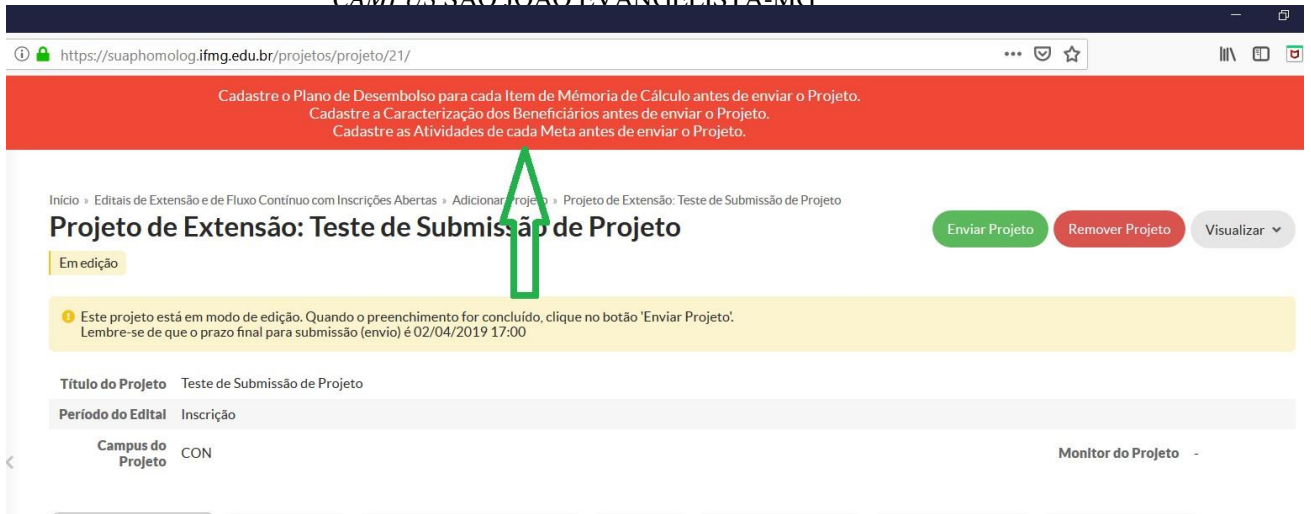 CAMPUS SÃO JOÃO EVANGELISTA-MG
https://suaphomolog.ifmg.edu.br/projetos/projeto/21/
Cadastre o Plano de Desembolso para cada Item de Mémoria de Cálculo antes de enviar o Projeto.
Cadastre a Caracterização dos Beneficiários antes de enviar o Projeto.
Cadastre as Atividades de cada Meta antes de enviar o Projeto.
Início » Editais de Extensão e de Fluxo Contínuo com Inscrições Abertas » Adicionar Projeto » Projeto de Extensão: Teste de Submissão de Projeto
Projeto de Extensão: Teste de Submissão de Projeto
Enviar Projeto Remover Projeto Visualizar
Em edição
Este projeto está em modo de edição. Quando o preenchimento for concluído, clique no botão 'Enviar Projeto'.
Lembre-se de que o prazo final para submissão (envio) é 02/04/2019 17:00
Título do Projeto Teste de Submissão de Projeto
Período do Edital Inscrição
Campus do Projeto CON Monitor do Projeto -